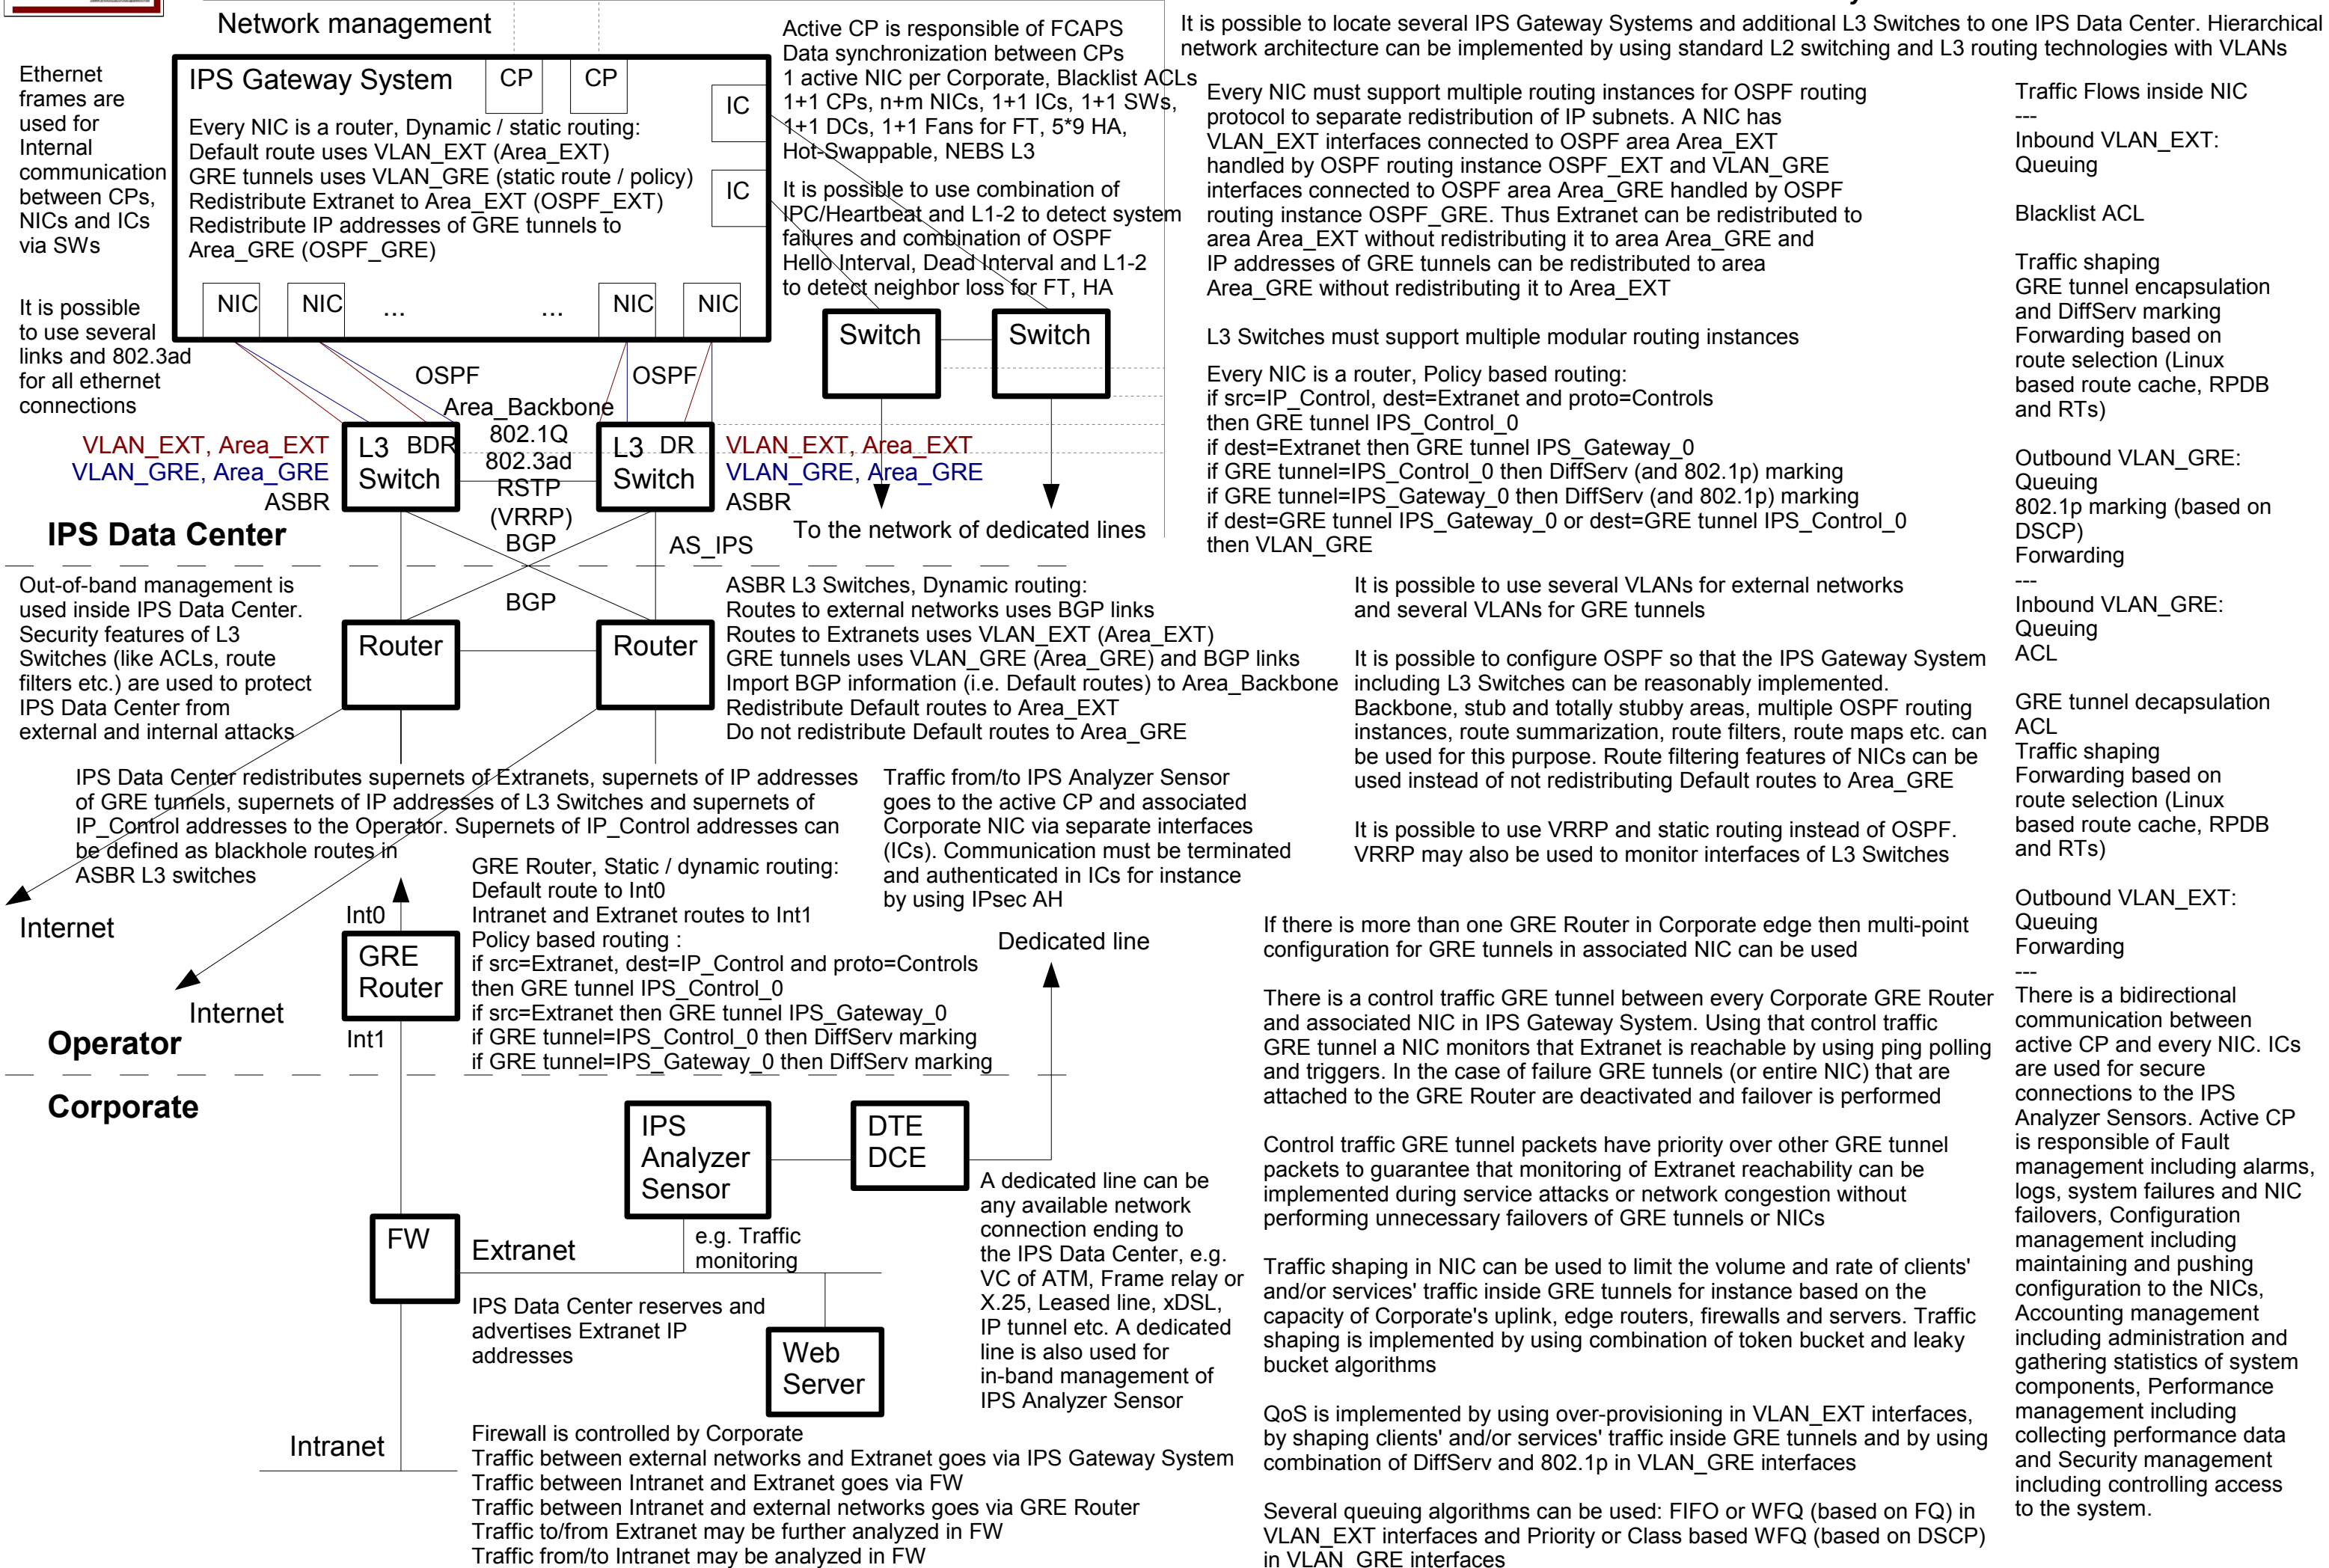 Network management
IPS Gateway System
CP
CP
IC
IC
Every NIC is a router, Dynamic / static routing:
Default route uses VLAN_EXT (Area_EXT)
GRE tunnels uses VLAN_GRE (static route / policy)
Redistribute Extranet to Area_EXT (OSPF_EXT)
Redistribute IP addresses of GRE tunnels to
Area_GRE (OSPF_GRE)
NIC
NIC
...
...
NIC
NIC
Ethernet
frames are
used for
Internal
communication
between CPs,
NICs and ICs
via SWs
It is possible
to use several
links and 802.3ad
for all ethernet
connections
Active CP is responsible of FCAPS
Data synchronization between CPs
1 active NIC per Corporate, Blacklist ACLs
1+1 CPs, n+m NICs, 1+1 ICs, 1+1 SWs,
1+1 DCs, 1+1 Fans for FT, 5*9 HA,
Hot-Swappable, NEBS L3
It is possible to use combination of
IPC/Heartbeat and L1-2 to detect system
failures and combination of OSPF
Hello Interval, Dead Interval and L1-2
to detect neighbor loss for FT, HA
Switch
Switch
OSPF
OSPF
Area_Backbone
802.1Q
802.3ad
RSTP
(VRRP)
BGP
VLAN_EXT, Area_EXT
VLAN_GRE, Area_GRE
ASBR
L3 BDR
Switch
L3 DR
Switch
VLAN_EXT, Area_EXT
VLAN_GRE, Area_GRE
ASBR
To the network of dedicated lines
IPS Data Center
AS_IPS
BGP
Out-of-band management is
used inside IPS Data Center.
Security features of L3
Switches (like ACLs, route
filters etc.) are used to protect
IPS Data Center from
external and internal attacks
Router
Router
ASBR L3 Switches, Dynamic routing:
Routes to external networks uses BGP links
Routes to Extranets uses VLAN_EXT (Area_EXT)
GRE tunnels uses VLAN_GRE (Area_GRE) and BGP links
Import BGP information (i.e. Default routes) to Area_Backbone
Redistribute Default routes to Area_EXT
Do not redistribute Default routes to Area_GRE
IPS Data Center redistributes supernets of Extranets, supernets of IP addresses
of GRE tunnels, supernets of IP addresses of L3 Switches and supernets of
IP_Control addresses to the Operator. Supernets of IP_Control addresses can
be defined as blackhole routes in
ASBR L3 switches
Traffic from/to IPS Analyzer Sensor
goes to the active CP and associated
Corporate NIC via separate interfaces
(ICs). Communication must be terminated
and authenticated in ICs for instance
by using IPsec AH
Internet
Internet
Int0
GRE
Router
Int1
GRE Router, Static / dynamic routing:
Default route to Int0
Intranet and Extranet routes to Int1
Policy based routing :
if src=Extranet, dest=IP_Control and proto=Controls
then GRE tunnel IPS_Control_0
if src=Extranet then GRE tunnel IPS_Gateway_0
if GRE tunnel=IPS_Control_0 then DiffServ marking
if GRE tunnel=IPS_Gateway_0 then DiffServ marking
Dedicated line
Operator
Corporate
IPS
Analyzer
Sensor
DTE
DCE
FW
Extranet
e.g. Traffic
monitoring
IPS Data Center reserves and
advertises Extranet IP
addresses
Web
Server
A dedicated line can be
any available network
connection ending to
the IPS Data Center, e.g.
VC of ATM, Frame relay or
X.25, Leased line, xDSL,
IP tunnel etc. A dedicated
line is also used for
in-band management of
IPS Analyzer Sensor
Intranet
Firewall is controlled by Corporate
Traffic between external networks and Extranet goes via IPS Gateway System
Traffic between Intranet and Extranet goes via FW
Traffic between Intranet and external networks goes via GRE Router
Traffic to/from Extranet may be further analyzed in FW
Traffic from/to Intranet may be analyzed in FW
It is possible to locate several IPS Gateway Systems and additional L3 Switches to one IPS Data Center. Hierarchical
network architecture can be implemented by using standard L2 switching and L3 routing technologies with VLANs
Every NIC must support multiple routing instances for OSPF routing
protocol to separate redistribution of IP subnets. A NIC has
VLAN_EXT interfaces connected to OSPF area Area_EXT
handled by OSPF routing instance OSPF_EXT and VLAN_GRE
interfaces connected to OSPF area Area_GRE handled by OSPF
routing instance OSPF_GRE. Thus Extranet can be redistributed to
area Area_EXT without redistributing it to area Area_GRE and
IP addresses of GRE tunnels can be redistributed to area
Area_GRE without redistributing it to Area_EXT
L3 Switches must support multiple modular routing instances
Every NIC is a router, Policy based routing:
if src=IP_Control, dest=Extranet and proto=Controls
then GRE tunnel IPS_Control_0
if dest=Extranet then GRE tunnel IPS_Gateway_0
if GRE tunnel=IPS_Control_0 then DiffServ (and 802.1p) marking
if GRE tunnel=IPS_Gateway_0 then DiffServ (and 802.1p) marking
if dest=GRE tunnel IPS_Gateway_0 or dest=GRE tunnel IPS_Control_0
then VLAN_GRE
It is possible to use several VLANs for external networks
and several VLANs for GRE tunnels
It is possible to configure OSPF so that the IPS Gateway System
including L3 Switches can be reasonably implemented.
Backbone, stub and totally stubby areas, multiple OSPF routing
instances, route summarization, route filters, route maps etc. can
be used for this purpose. Route filtering features of NICs can be
used instead of not redistributing Default routes to Area_GRE
It is possible to use VRRP and static routing instead of OSPF.
VRRP may also be used to monitor interfaces of L3 Switches
If there is more than one GRE Router in Corporate edge then multi-point
configuration for GRE tunnels in associated NIC can be used
There is a control traffic GRE tunnel between every Corporate GRE Router
and associated NIC in IPS Gateway System. Using that control traffic
GRE tunnel a NIC monitors that Extranet is reachable by using ping polling
and triggers. In the case of failure GRE tunnels (or entire NIC) that are
attached to the GRE Router are deactivated and failover is performed
Control traffic GRE tunnel packets have priority over other GRE tunnel
packets to guarantee that monitoring of Extranet reachability can be
implemented during service attacks or network congestion without
performing unnecessary failovers of GRE tunnels or NICs
Traffic shaping in NIC can be used to limit the volume and rate of clients'
and/or services' traffic inside GRE tunnels for instance based on the
capacity of Corporate's uplink, edge routers, firewalls and servers. Traffic
shaping is implemented by using combination of token bucket and leaky
bucket algorithms
QoS is implemented by using over-provisioning in VLAN_EXT interfaces,
by shaping clients' and/or services' traffic inside GRE tunnels and by using
combination of DiffServ and 802.1p in VLAN_GRE interfaces
Several queuing algorithms can be used: FIFO or WFQ (based on FQ) in
VLAN_EXT interfaces and Priority or Class based WFQ (based on DSCP)
in VLAN_GRE interfaces
Traffic Flows inside NIC
---
Inbound VLAN_EXT:
Queuing
Blacklist ACL
Traffic shaping
GRE tunnel encapsulation
and DiffServ marking
Forwarding based on
route selection (Linux
based route cache, RPDB
and RTs)
Outbound VLAN_GRE:
Queuing
802.1p marking (based on
DSCP)
Forwarding
---
Inbound VLAN_GRE:
Queuing
ACL
GRE tunnel decapsulation
ACL
Traffic shaping
Forwarding based on
route selection (Linux
based route cache, RPDB
and RTs)
Outbound VLAN_EXT:
Queuing
Forwarding
---
There is a bidirectional
communication between
active CP and every NIC. ICs
are used for secure
connections to the IPS
Analyzer Sensors. Active CP
is responsible of Fault
management including alarms,
logs, system failures and NIC
failovers, Configuration
management including
maintaining and pushing
configuration to the NICs,
Accounting management
including administration and
gathering statistics of system
components, Performance
management including
collecting performance data
and Security management
including controlling access
to the system.